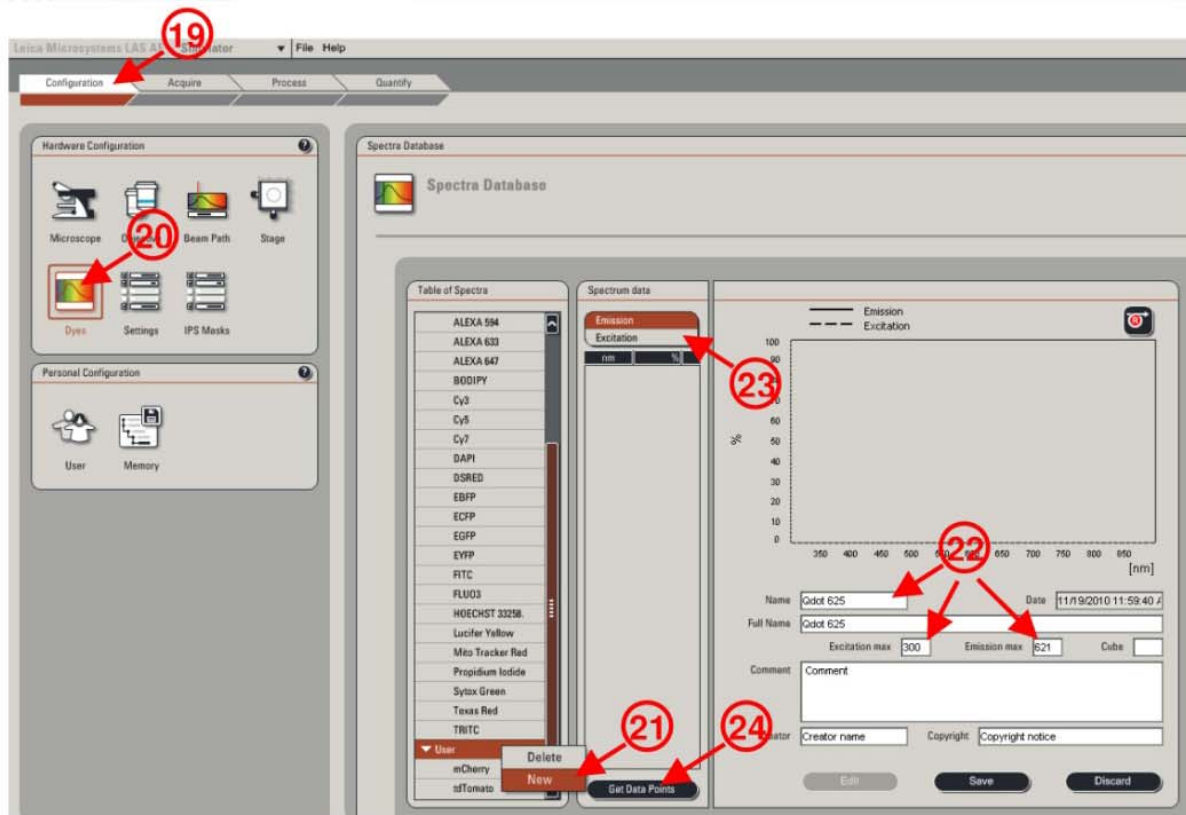 19
Leica Microsystems LAS AF - Simulator File Help
Configuration Acquire Process Quantify
Hardware Configuration
Microscope
20
Beam Path
Stage
Dyes
Settings
IPS Masks
Personal Configuration
User
Memory
Spectra Database
Spectra Database
Table of Spectra
ALEXA 594
ALEXA 633
ALEXA 647
BODIPY
Cy3
Cy5
Cy7
DAPI
DSRED
EBFP
ECFP
EGFP
EYFP
FITC
FLUO3
HOECHST 33258.
Lucifer Yellow
Mito Tracker Red
Propidium Iodide
Sytox Green
Texas Red
TRITC
User
mCherry
tdTomato
Delete
New
21
Spectrum data
Emission
Excitation
nm %
23
24
Get Data Points
Emission
Excitation
100
90
70
60
50
40
30
20
10
0
%
350 400 450 500 600 650 700 750 800 850
[nm]
22
Name Qdot 625 Date 11/19/2010 11:59:40 A
Full Name Qdot 625
Excitation max 300 Emission max 621 Cube
Comment Comment
Creator name Copyright Copyright notice
Edit Save Discard